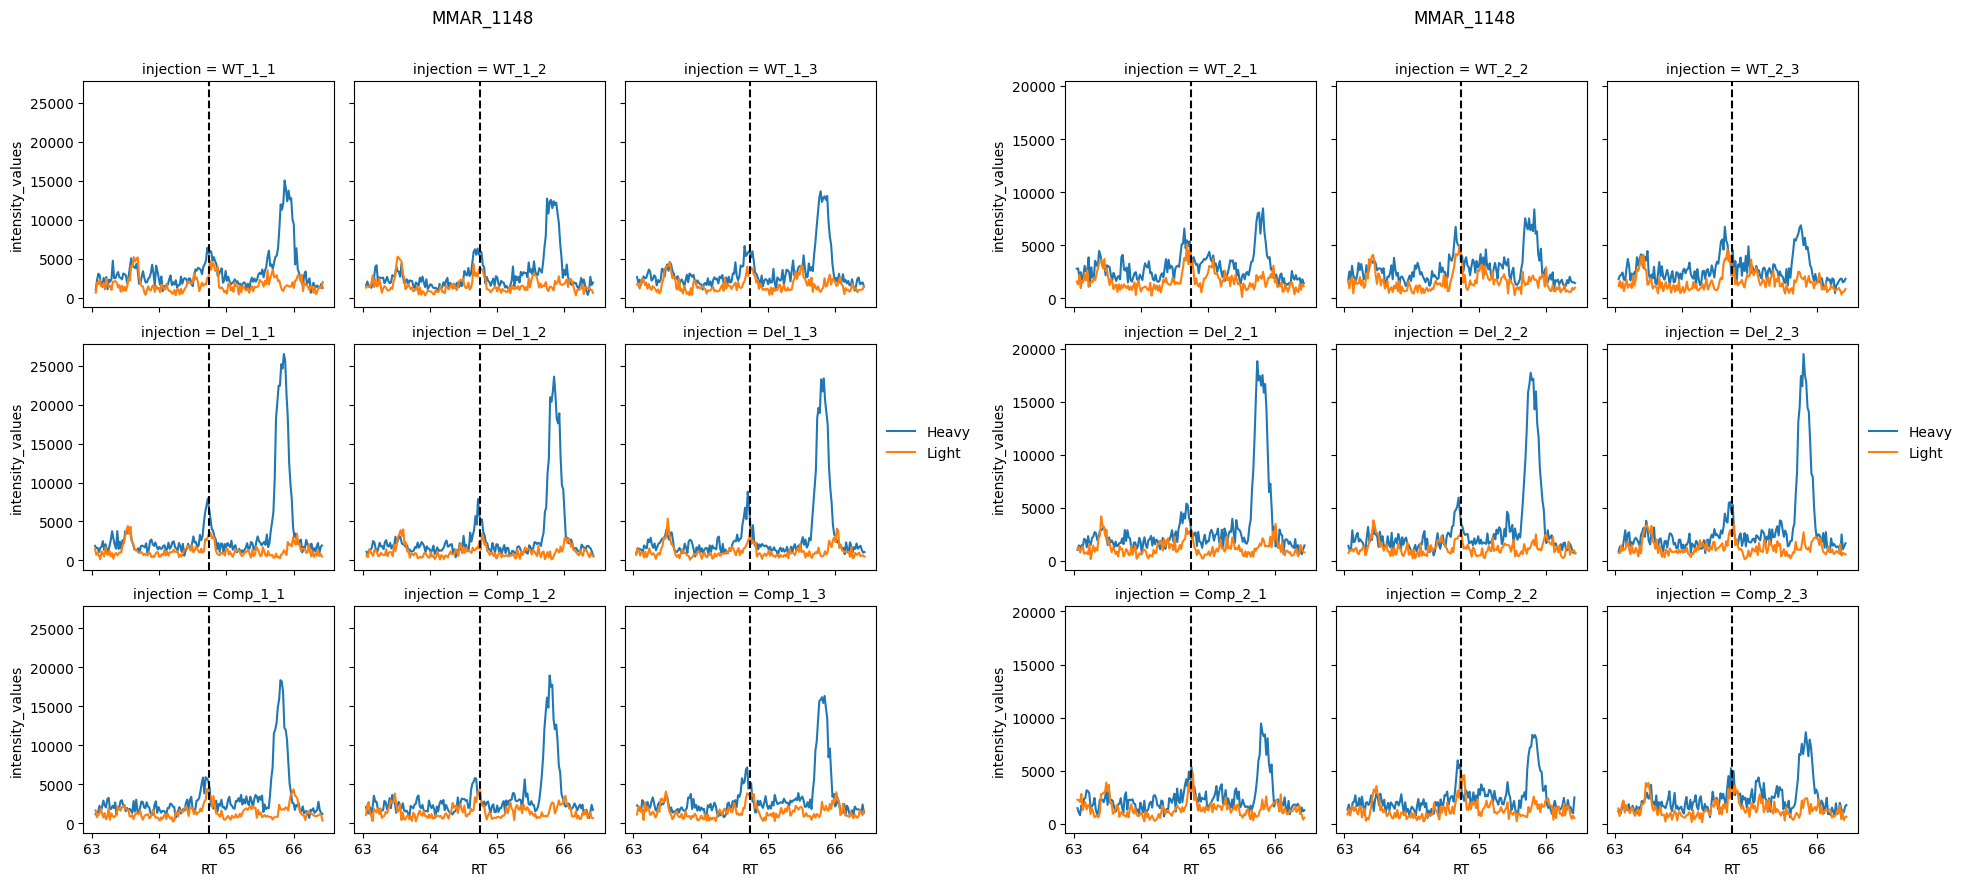 MMAR_1148
injection = WT_1_1
injection = WT_1_2
injection = WT_1_3
25000
20000
15000
10000
5000
0
intensity_values
injection = Del_1_1
injection = Del_1_2
injection = Del_1_3
25000
20000
15000
10000
5000
0
intensity_values
Heavy
Light
injection = Comp_1_1
injection = Comp_1_2
injection = Comp_1_3
25000
20000
15000
10000
5000
0
intensity_values
63 64 65 66
63 64 65 66
63 64 65 66
RT
RT
RT
MMAR_1148
injection = WT_2_1
injection = WT_2_2
injection = WT_2_3
20000
15000
10000
5000
0
intensity_values
injection = Del_2_1
injection = Del_2_2
injection = Del_2_3
20000
15000
10000
5000
0
intensity_values
Heavy
Light
injection = Comp_2_1
injection = Comp_2_2
injection = Comp_2_3
20000
15000
10000
5000
0
intensity_values
63 64 65 66
63 64 65 66
63 64 65 66
RT
RT
RT